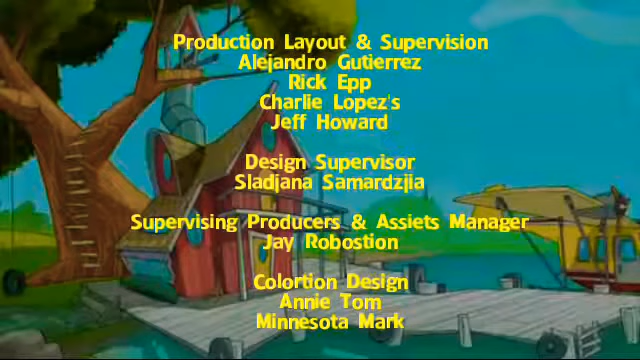 Production Layout & Supervision
Alejandro Gutierrez
Rick Epp
Charlie Lopez's
Jeff Howard
Design Supervisor
Sladjana Samardzjia
Supervising Producers & Assiets Manager
Jay Robostion
Colortion Design
Annie Tom
Minnesota Mark